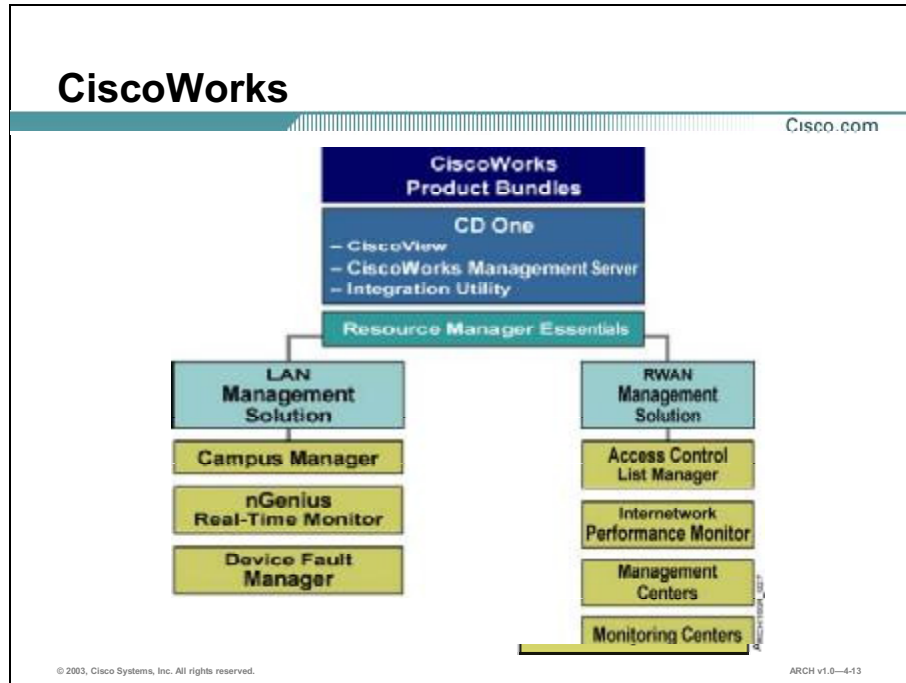 CiscoWorks
Cisco.com
CiscoWorks
Product Bundles
CD One
– CiscoView
– CiscoWorks Management Server
– Integration Utility
Resource Manager Essentials
LAN
Management
Solution
Campus Manager
nGenius
Real-Time Monitor
Device Fault
Manager
RWAN
Management
Solution
Access Control
List Manager
Internetwork
Performance Monitor
Management
Centers
Monitoring Centers
© 2003, Cisco Systems, Inc. All rights reserved.
ARCH v1.0—4-13